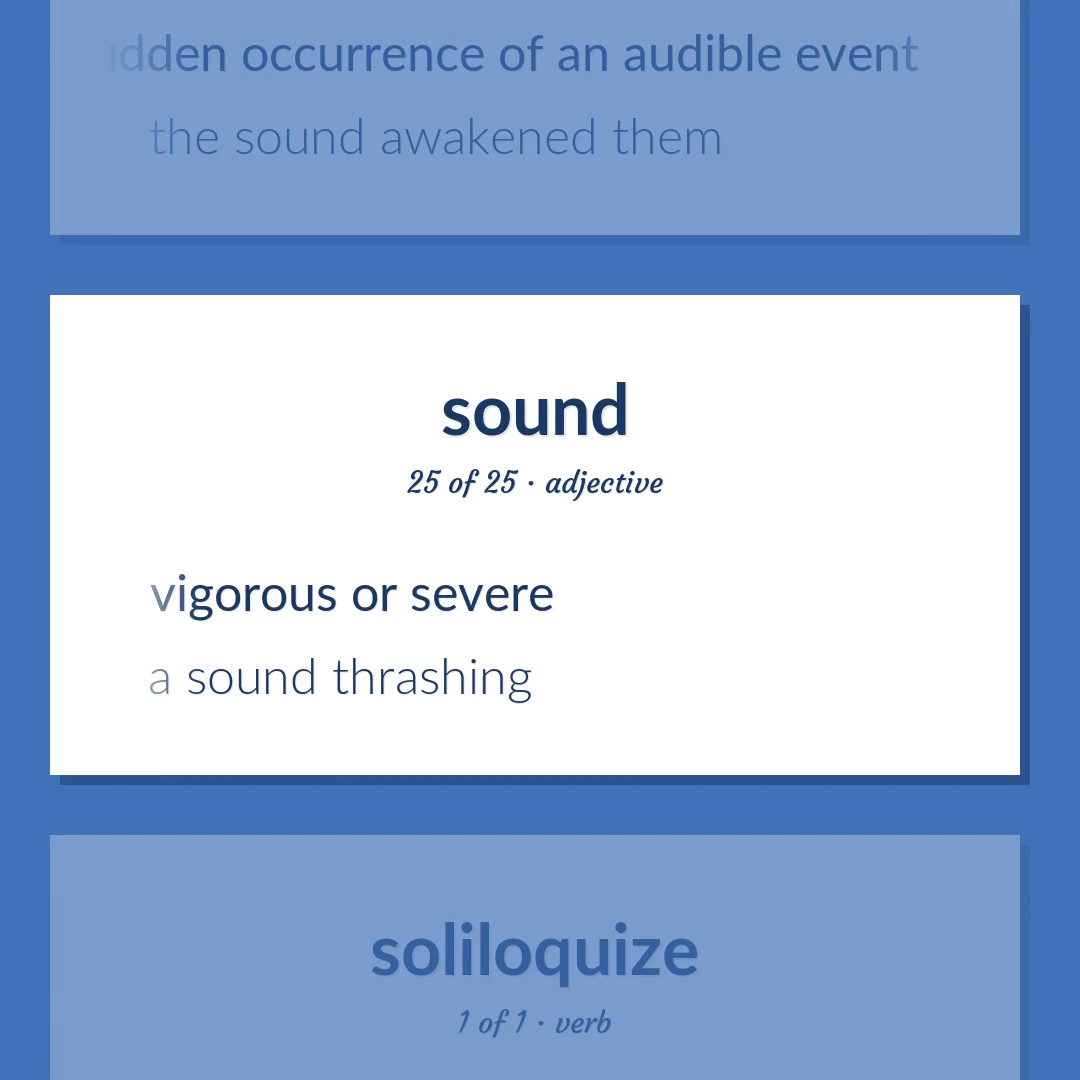 dden occurrence of an audible event
the sound awakened them
sound
25 of 25 · adjective
vigorous or severe
a sound thrashing
soliloquize
1 of 1 · verb